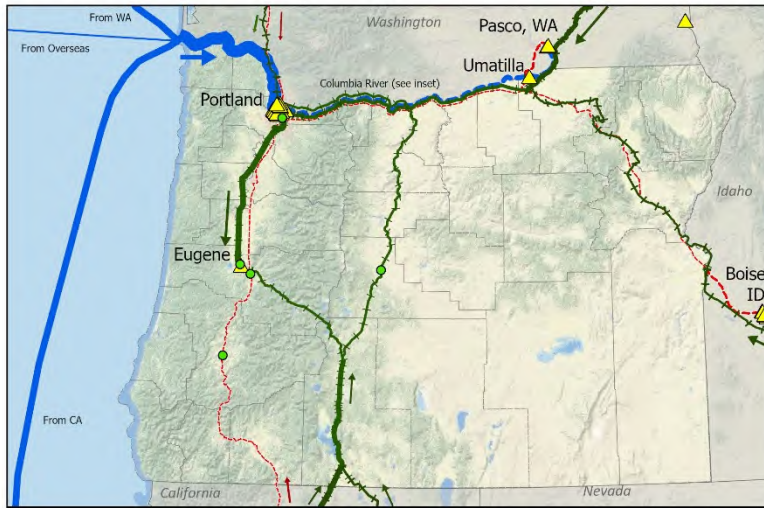 From WA
Washington
Pasco, WA
From Overseas
Umatilla
Columbia River (see inset)
Portland
Idaho
Eugene
Boise
ID
From CA
California
Nevada